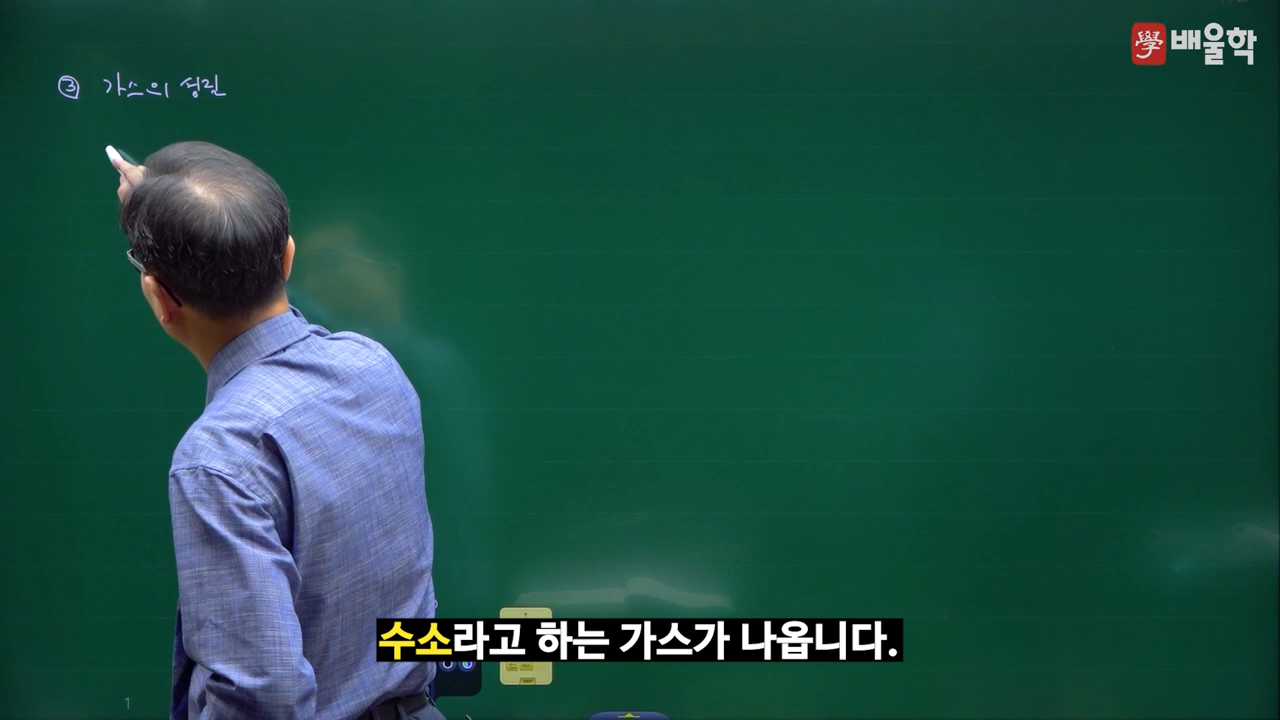 學 배울학
③ 가스의 성질
수소라고 하는 가스가 나옵니다.
1